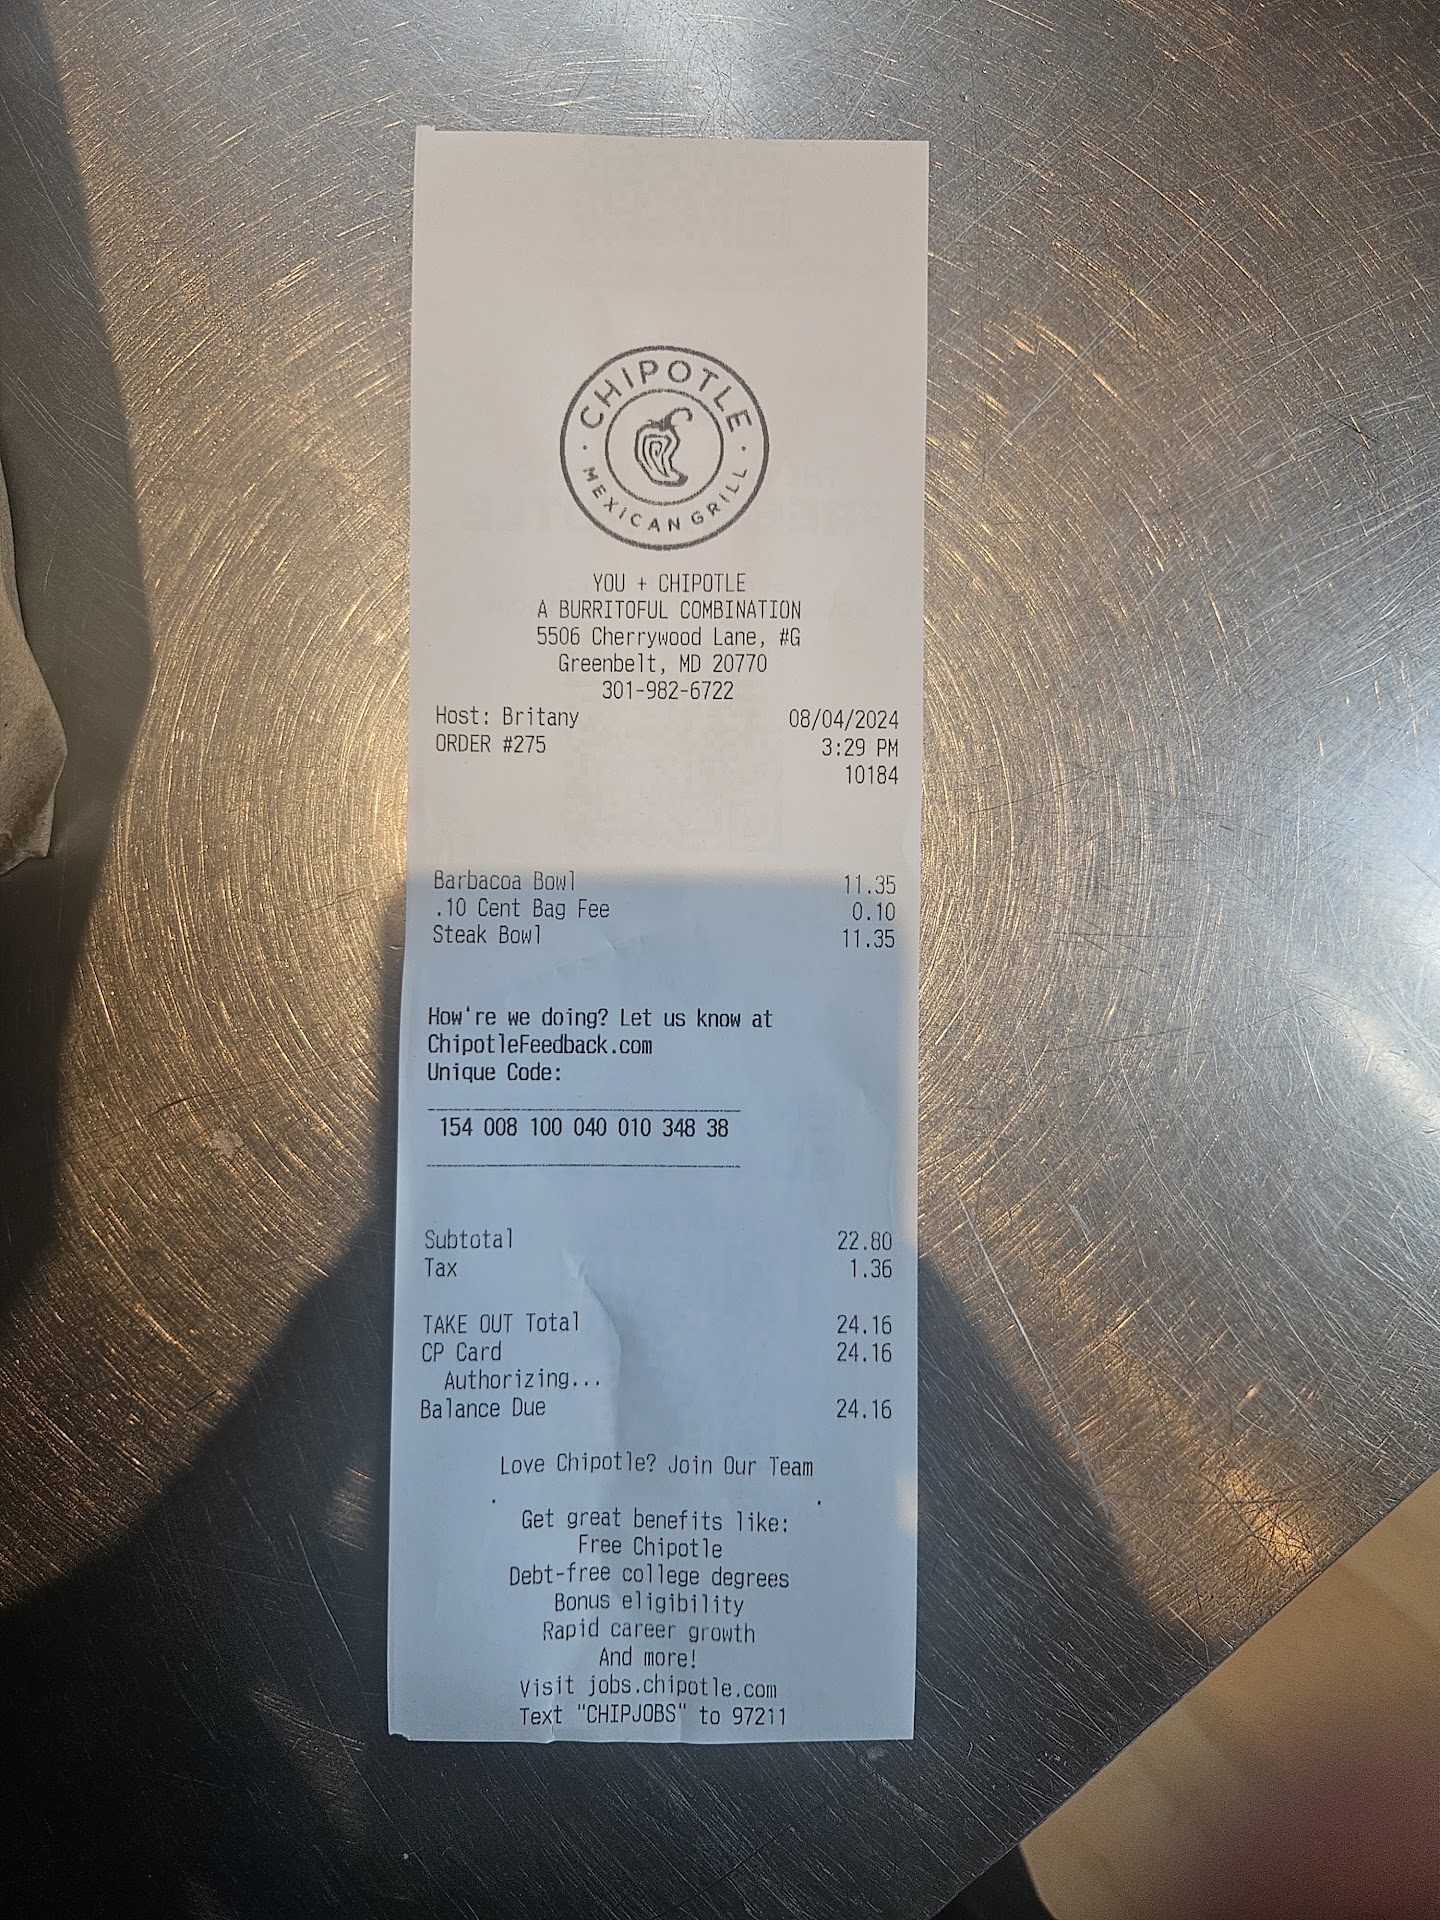 CHIPOTLE
MEXICAN GRILL
YOU + CHIPOTLE
A BURRITOFUL COMBINATION
5506 Cherrywood Lane, #G
Greenbelt, MD 20770
301-982-6722
Host: Britany 08/04/2024
ORDER #275 3:29 PM
10184
Barbacoa Bowl 11.35
.10 Cent Bag Fee 0.10
Steak Bowl 11.35
How're we doing? Let us know at
ChipotleFeedback.com
Unique Code:
154 008 100 040 010 348 38
Subtotal 22.80
Tax 1.36
TAKE OUT Total 24.16
CP Card 24.16
Authorizing...
Balance Due 24.16
Love Chipotle? Join Our Team
. .
Get great benefits like:
Free Chipotle
Debt-free college degrees
Bonus eligibility
Rapid career growth
And more!
Visit jobs.chipotle.com
Text "CHIPJOBS" to 97211